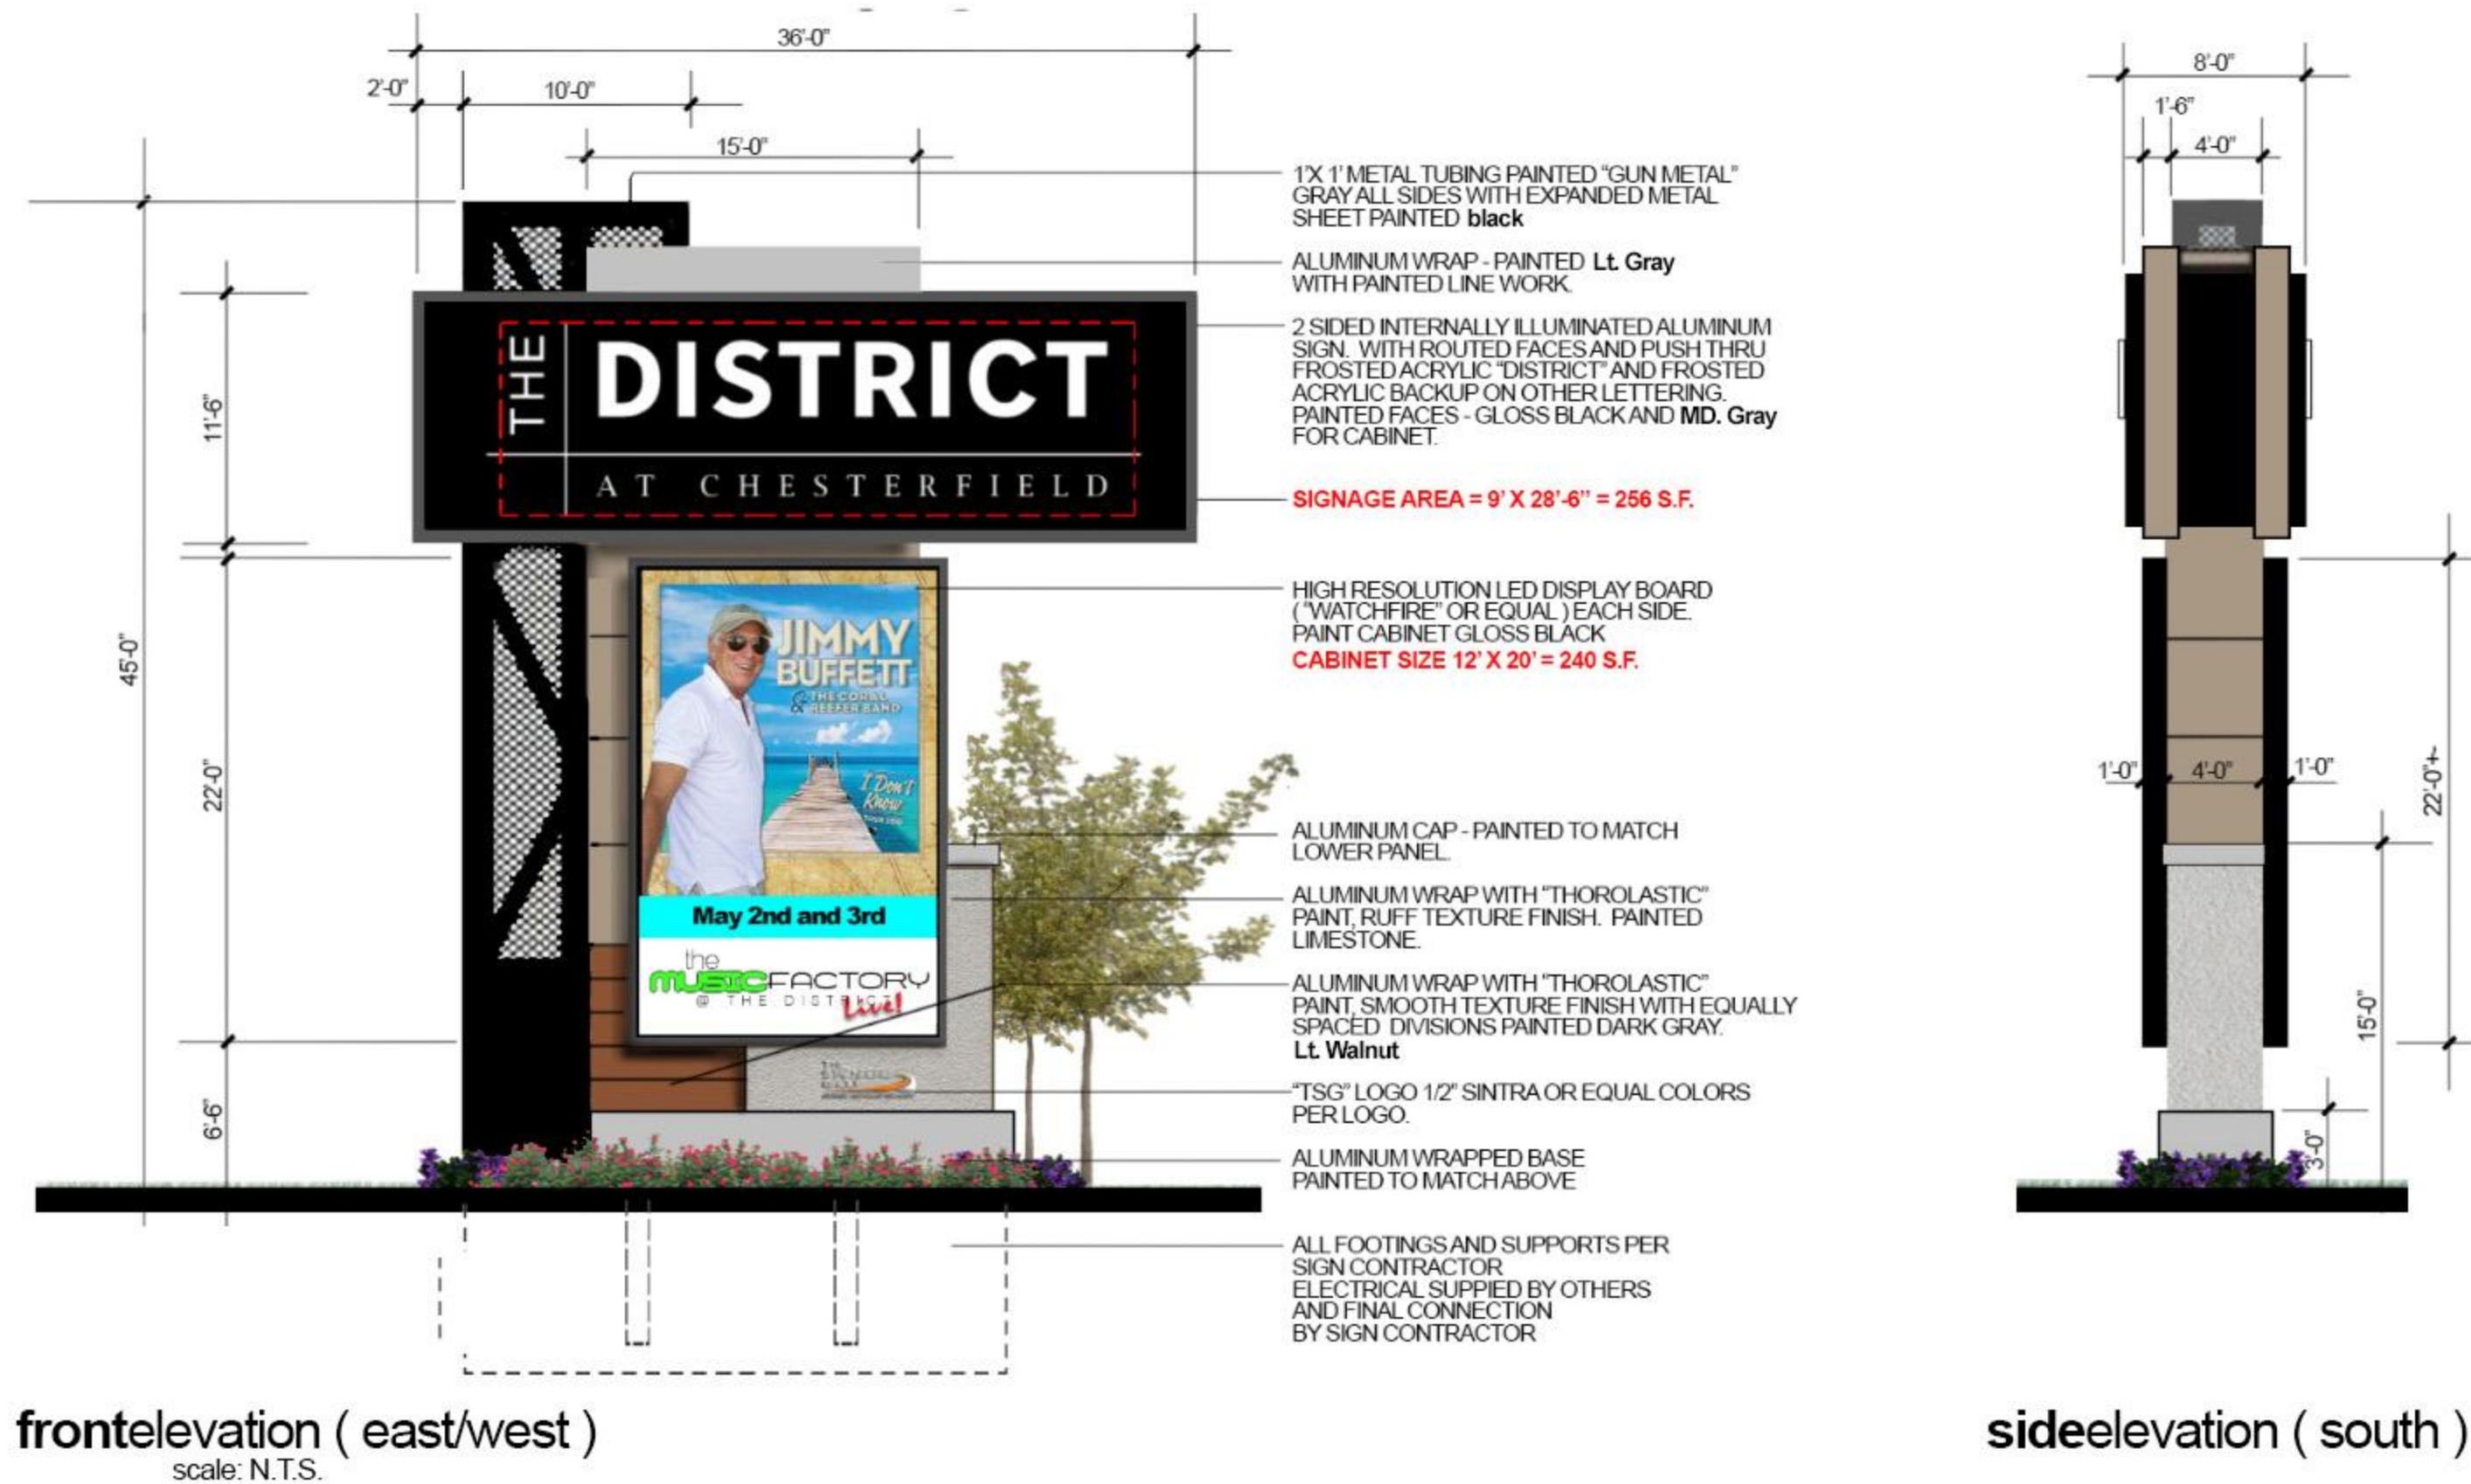 36'-0"
2'-0"
10'-0"
15'-0"
45'-0"
11'-6"
22'-0"
6'-6"
THE
DISTRICT
AT CHESTERFIELD
JIMMY
BUFFETT
& THE CORAL
REEFER BAND
I Don't
Know
May 2nd and 3rd
the
MUSIC FACTORY
@ THE DISTRICT
Live!
1'X 1' METAL TUBING PAINTED "GUN METAL"
GRAY ALL SIDES WITH EXPANDED METAL
SHEET PAINTED black
ALUMINUM WRAP - PAINTED Lt. Gray
WITH PAINTED LINE WORK.
2 SIDED INTERNALLY ILLUMINATED ALUMINUM
SIGN. WITH ROUTED FACES AND PUSH THRU
FROSTED ACRYLIC "DISTRICT" AND FROSTED
ACRYLIC BACKUP ON OTHER LETTERING.
PAINTED FACES - GLOSS BLACK AND MD. Gray
FOR CABINET.
SIGNAGE AREA = 9' X 28'-6" = 256 S.F.
HIGH RESOLUTION LED DISPLAY BOARD
( "WATCHFIRE" OR EQUAL ) EACH SIDE.
PAINT CABINET GLOSS BLACK
CABINET SIZE 12' X 20' = 240 S.F.
ALUMINUM CAP - PAINTED TO MATCH
LOWER PANEL.
ALUMINUM WRAP WITH "THOROLASTIC"
PAINT, RUFF TEXTURE FINISH. PAINTED
LIMESTONE.
ALUMINUM WRAP WITH "THOROLASTIC"
PAINT, SMOOTH TEXTURE FINISH WITH EQUALLY
SPACED DIVISIONS PAINTED DARK GRAY.
Lt. Walnut
"TSG" LOGO 1/2" SINTRA OR EQUAL COLORS
PER LOGO.
ALUMINUM WRAPPED BASE
PAINTED TO MATCH ABOVE
ALL FOOTINGS AND SUPPORTS PER
SIGN CONTRACTOR
ELECTRICAL SUPPIED BY OTHERS
AND FINAL CONNECTION
BY SIGN CONTRACTOR
8'-0"
1'-6"
4'-0"
1'-0"
4'-0"
1'-0"
22'-0"+-
15'-0"
3'-0"
frontelevation ( east/west )
scale: N.T.S.
sideelevation ( south )